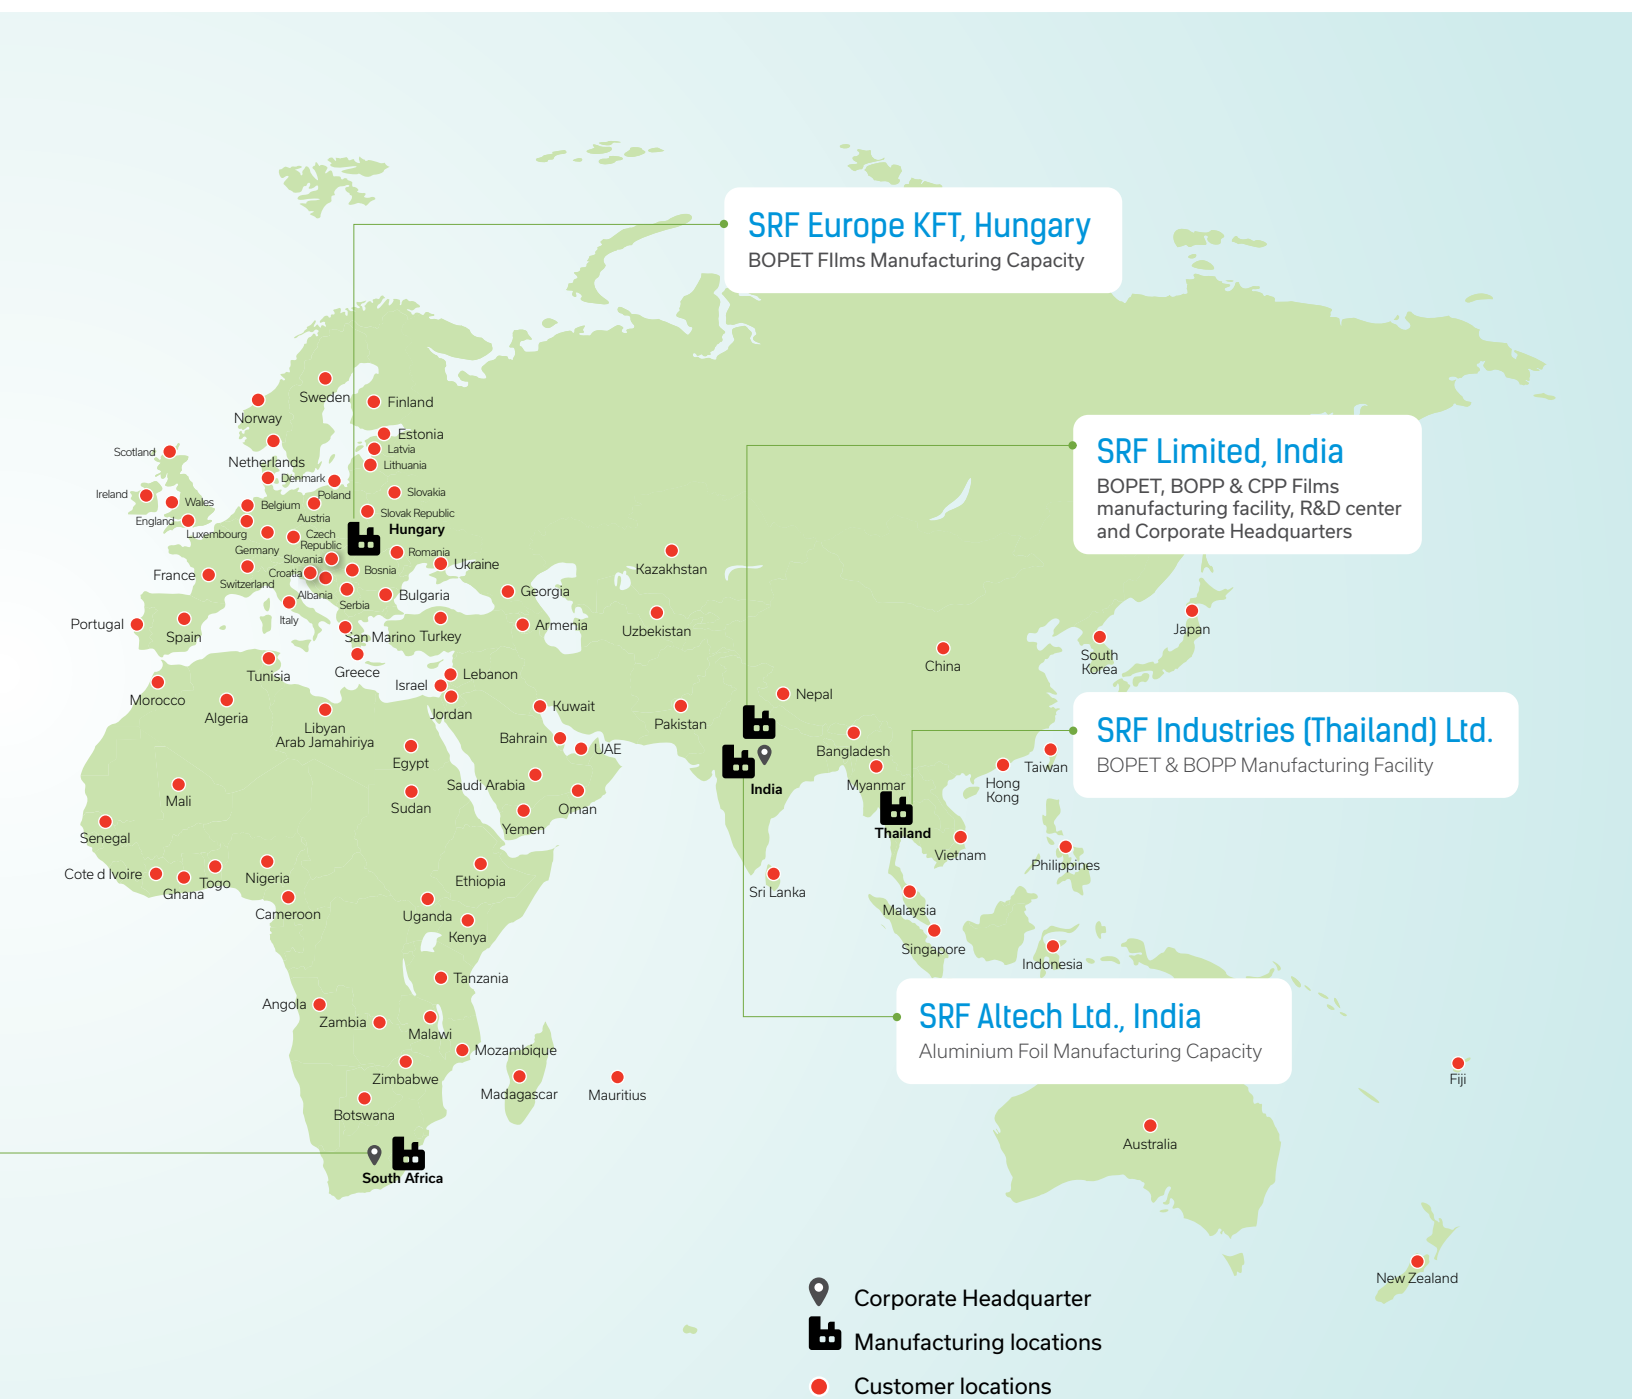 SRF Europe KFT, Hungary
BOPET FIlms Manufacturing Capacity
Sweden
Finland
Norway
Estonia
Scotland
Latvia
Netherlands
Lithuania
Denmark
Poland
Slovakia
Ireland
Wales
Belgium
Austria
Slovak Republic
England
Luxembourg
Czech
Republic
Hungary
Germany
Slovania
Romania
Ukraine
France
Switzerland
Croatia
Bosnia
Albania
Serbia
Bulgaria
Georgia
Italy
Portugal
Spain
San Marino
Turkey
Armenia
Kazakhstan
Uzbekistan
SRF Limited, India
BOPET, BOPP & CPP Films
manufacturing facility, R&D center
and Corporate Headquarters
Japan
South
Korea
China
Tunisia
Greece
Lebanon
Israel
Jordan
Morocco
Algeria
Libyan
Arab Jamahiriya
Kuwait
Pakistan
Nepal
Bahrain
UAE
Egypt
Bangladesh
SRF Industries (Thailand) Ltd.
BOPET & BOPP Manufacturing Facility
Taiwan
Hong
Kong
Myanmar
India
Saudi Arabia
Mali
Sudan
Oman
Yemen
Senegal
Thailand
Vietnam
Philippines
Cote d Ivoire
Ghana
Togo
Nigeria
Cameroon
Ethiopia
Sri Lanka
Uganda
Kenya
Malaysia
Singapore
Indonesia
Tanzania
Angola
Zambia
Malawi
Mozambique
Zimbabwe
Madagascar
Mauritius
Botswana
South Africa
SRF Altech Ltd., India
Aluminium Foil Manufacturing Capacity
Fiji
Australia
New Zealand
Corporate Headquarter
Manufacturing locations
Customer locations